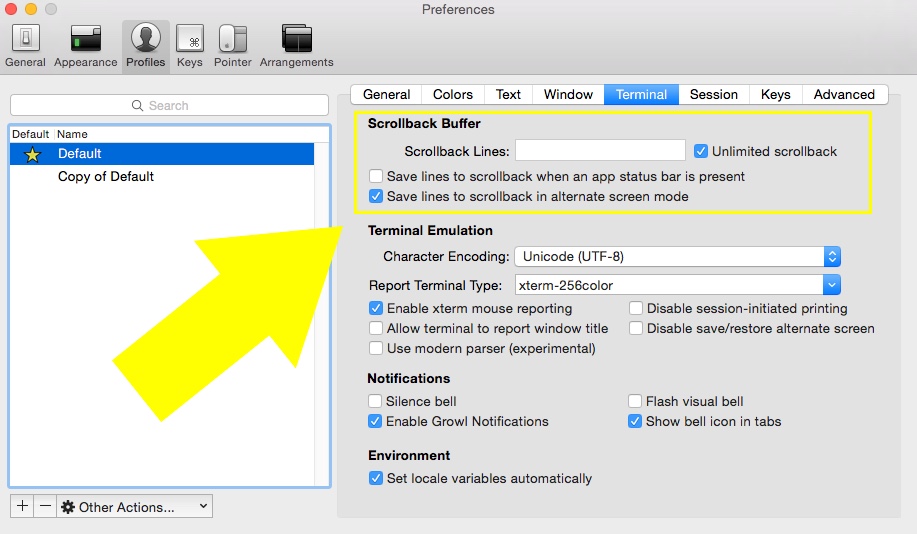 Preferences
General Appearance Profiles Keys Pointer Arrangements
Search
Default Name
Default
Copy of Default
Other Actions...
General Colors Text Window Terminal Session Keys Advanced
Scrollback Buffer
Scrollback Lines: Unlimited scrollback
Save lines to scrollback when an app status bar is present
Save lines to scrollback in alternate screen mode
Terminal Emulation
Character Encoding: Unicode (UTF-8)
Report Terminal Type: xterm-256color
Enable xterm mouse reporting Disable session-initiated printing
Allow terminal to report window title Disable save/restore alternate screen
Use modern parser (experimental)
Notifications
Silence bell Flash visual bell
Enable Growl Notifications Show bell icon in tabs
Environment
Set locale variables automatically